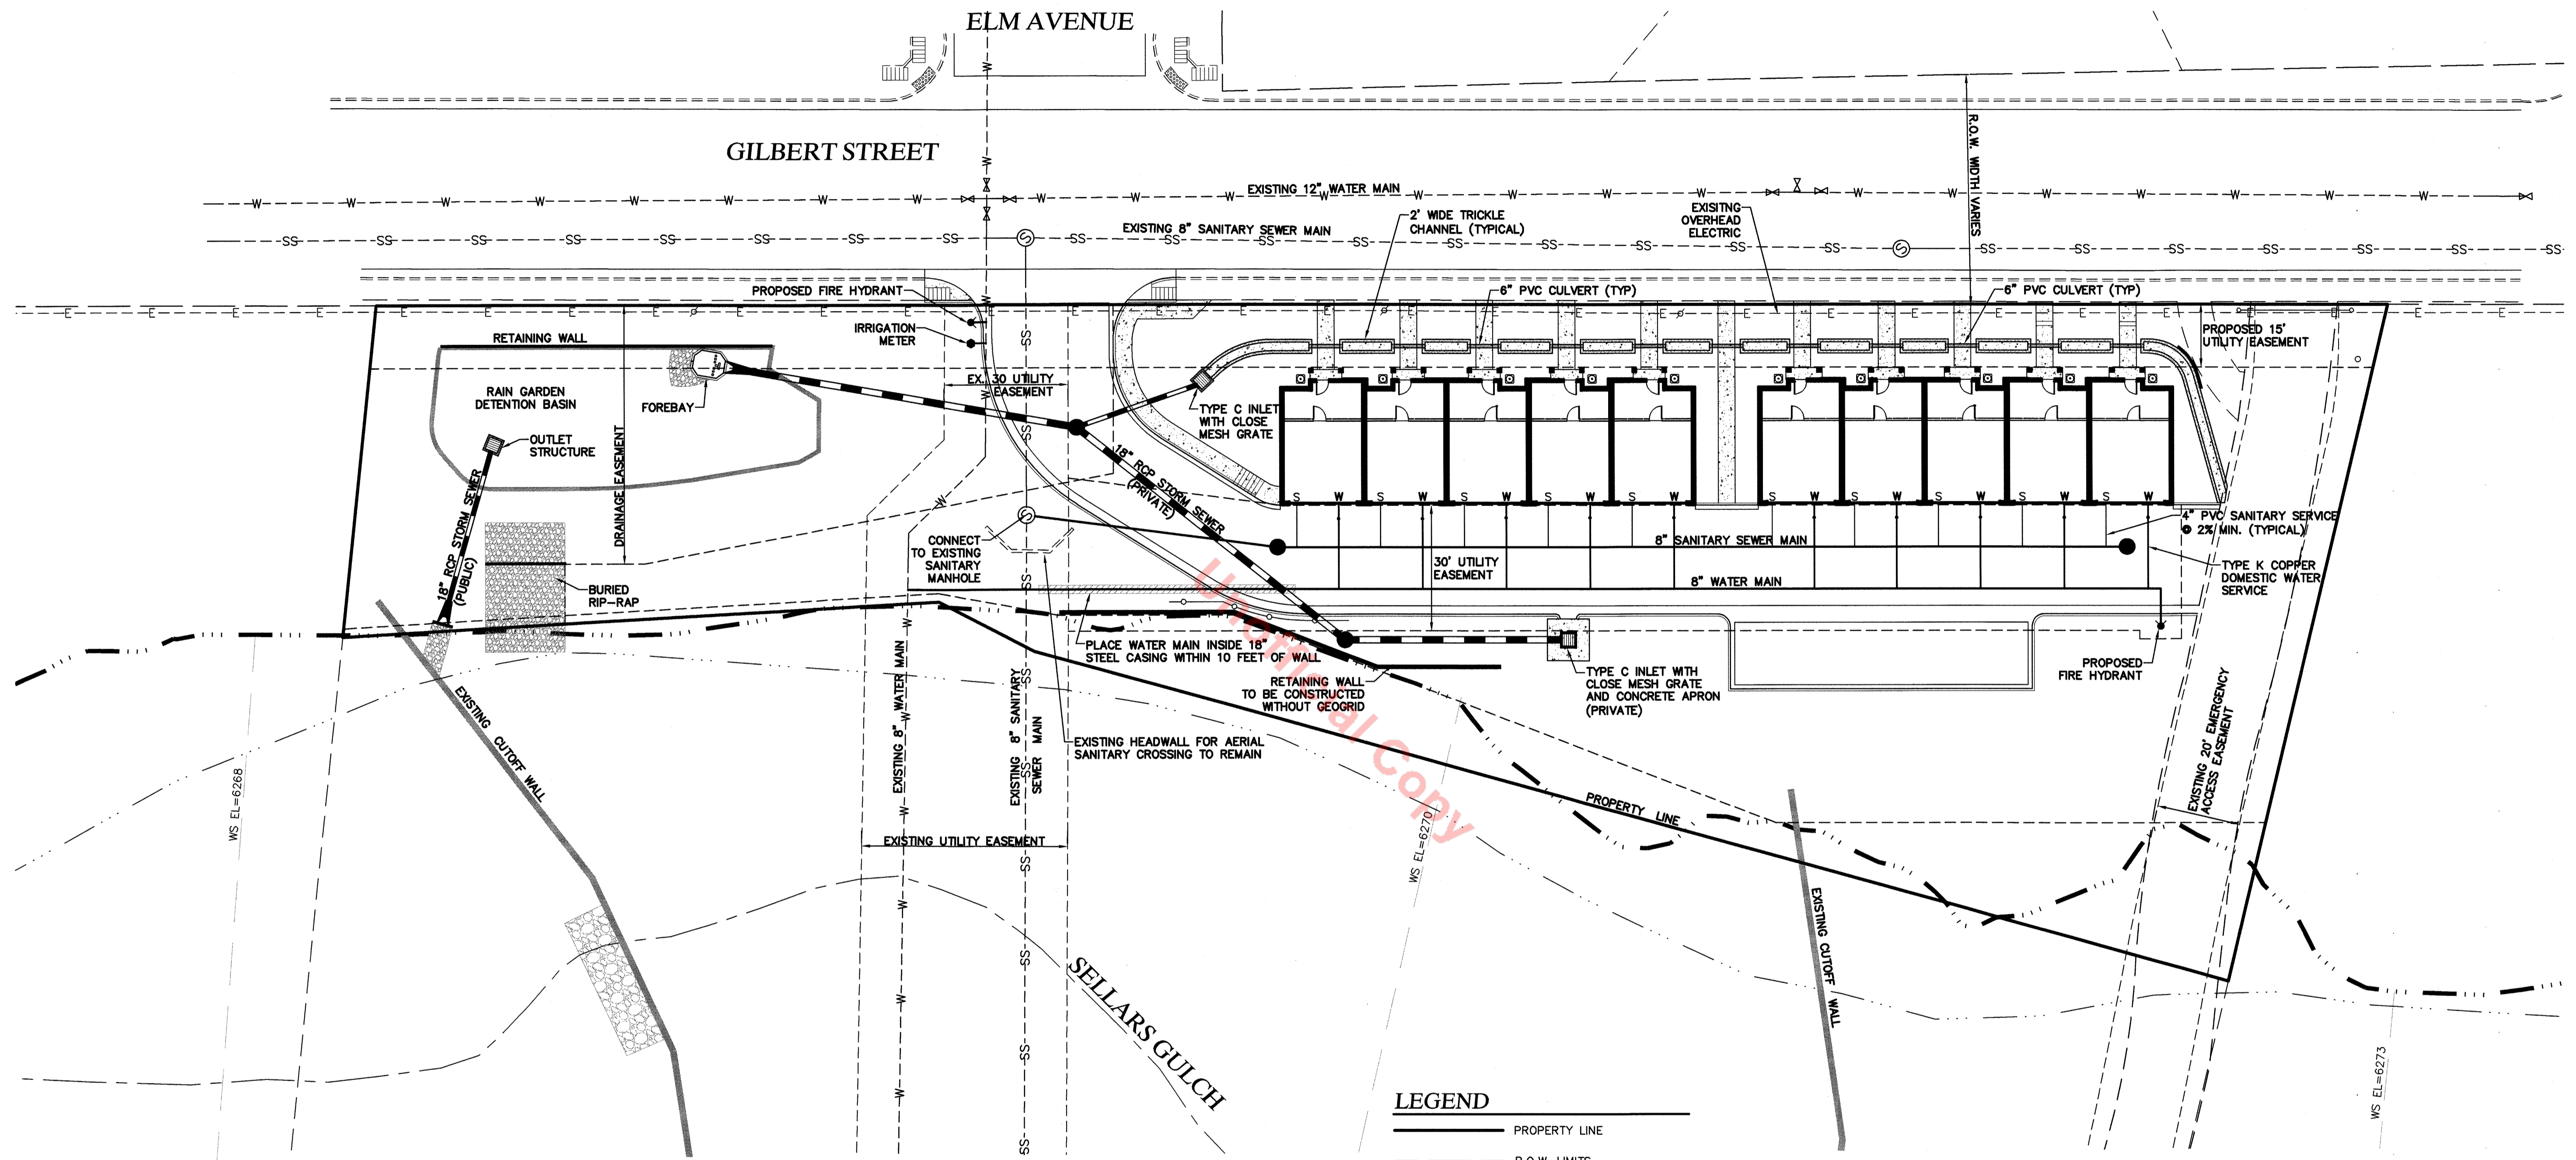 ELM AVENUE
GILBERT STREET
R.O.W. WIDTH VARIES
EXISTING 12" WATER MAIN
EXISTING 8" SANITARY SEWER MAIN
2' WIDE TRICKLE
CHANNEL (TYPICAL)
EXISITNG
OVERHEAD
ELECTRIC
PROPOSED FIRE HYDRANT
IRRIGATION
METER
6" PVC CULVERT (TYP)
6" PVC CULVERT (TYP)
PROPOSED 15'
UTILITY EASEMENT
RETAINING WALL
RAIN GARDEN
DETENTION BASIN
FOREBAY
EX. 30 UTILITY
EASEMENT
TYPE C INLET
WITH CLOSE
MESH GRATE
OUTLET
STRUCTURE
DRAINAGE EASEMENT
18" RCP STORM SEWER
(PUBLIC)
18" RCP STORM SEWER
(PRIVATE)
S W S W S W S W S W S W S W S W S W S W
CONNECT
TO EXISTING
SANITARY
MANHOLE
8" SANITARY SEWER MAIN
4" PVC SANITARY SERVICE
@ 2% MIN. (TYPICAL)
30' UTILITY
EASEMENT
8" WATER MAIN
TYPE K COPPER
DOMESTIC WATER
SERVICE
BURIED
RIP-RAP
PLACE WATER MAIN INSIDE 18"
STEEL CASING WITHIN 10 FEET OF WALL
RETAINING WALL
TO BE CONSTRUCTED
WITHOUT GEOGRID
TYPE C INLET WITH
CLOSE MESH GRATE
AND CONCRETE APRON
(PRIVATE)
PROPOSED
FIRE HYDRANT
EXISTING CUTOFF WALL
EXISTING 8" WATER MAIN
EXISTING 8" SANITARY
SEWER MAIN
EXISTING HEADWALL FOR AERIAL
SANITARY CROSSING TO REMAIN
EXISTING 20' EMERGENCY
ACCESS EASEMENT
WS EL=6268
WS EL=6270
PROPERTY LINE
EXISTING UTILITY EASEMENT
EXISTING CUTOFF WALL
SELLARS GULCH
WS EL=6273
Unofficial Copy
LEGEND
PROPERTY LINE
R.O.W. LIMITS